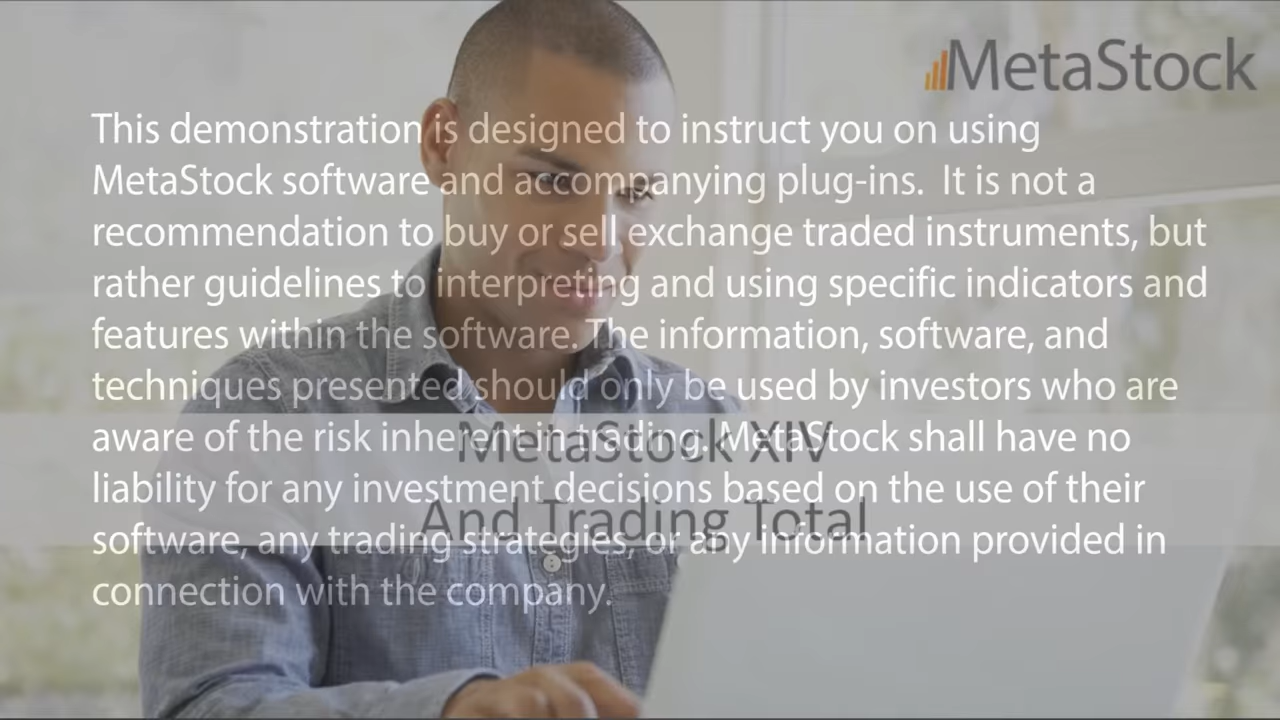 MetaStock
This demonstration is designed to instruct you on using
MetaStock software and accompanying plug-ins.  It is not a
recommendation to buy or sell exchange traded instruments, but
rather guidelines to interpreting and using specific indicators and
features within the software. The information, software, and
techniques presented should only be used by investors who are
aware of the risk inherent in trading. MetaStock shall have no
liability for any investment decisions based on the use of their
software, any trading strategies, or any information provided in
connection with the company.
MetaStock XIV
And Trading Total